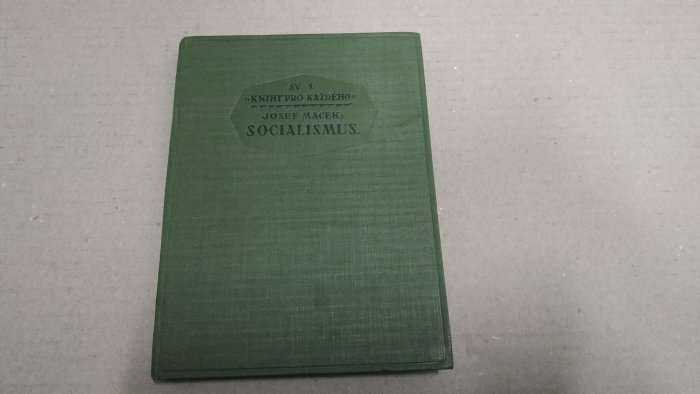 SV 5
„KNIHY PRO KAŽDÉHO“
JOSEF MACEK:
SOCIALISMUS.